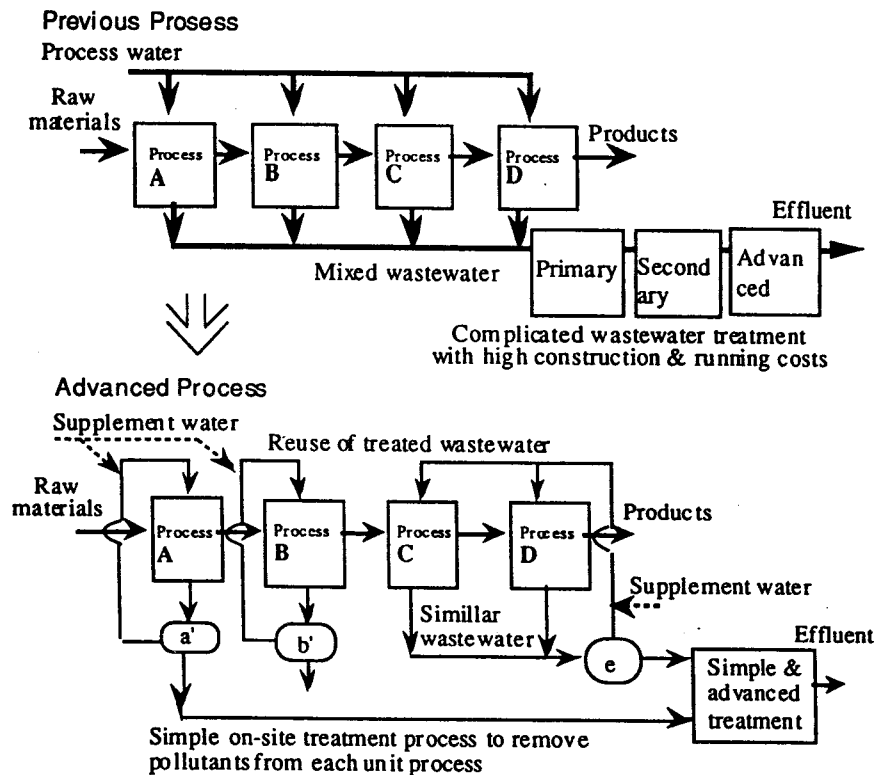 Previous Prosess
Process water
Raw
materials
Process
A
Process
B
Process
C
Process
D
Products
Effluent
Mixed wastewater
Primary
Second
ary
Advan
ced
Complicated wastewater treatment
with high construction & running costs
Advanced Process
Supplement water
Reuse of treated wastewater
Raw
materials
Process
A
Process
B
Process
C
Process
D
Products
Supplement water
Simillar
wastewater
a'
b'
e
Effluent
Simple &
advanced
treatment
Simple on-site treatment process to remove
pollutants from each unit process